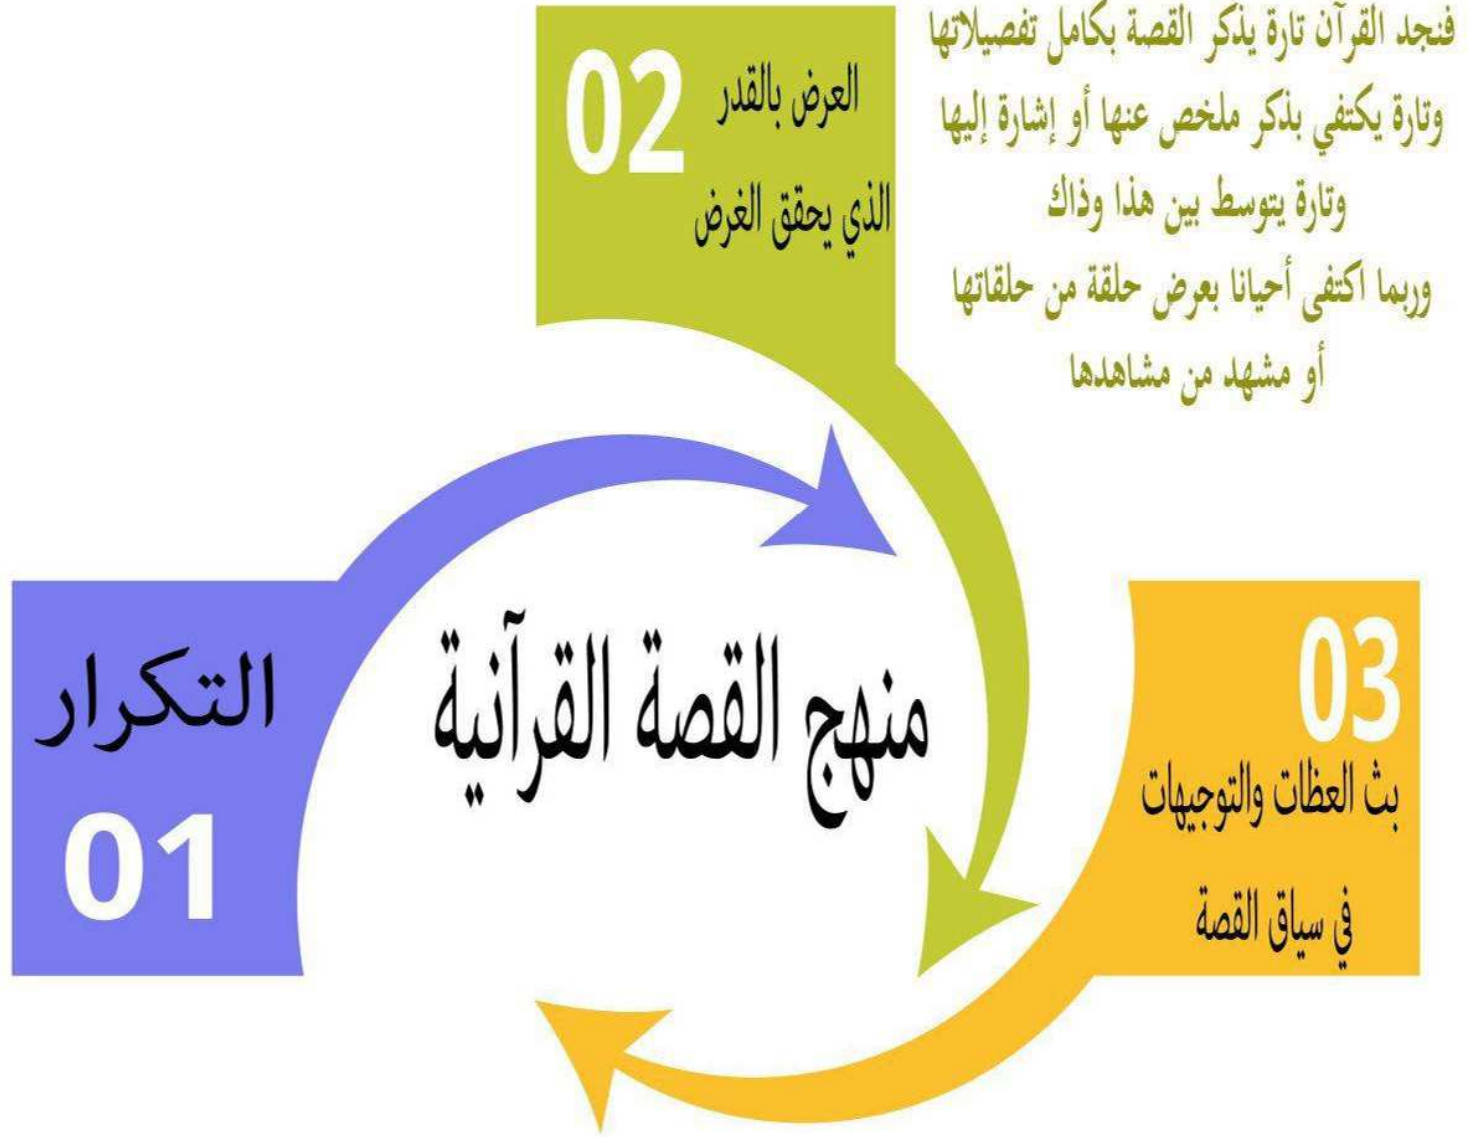 منهج القصة القرآنية
التكرار
01
02
العرض بالقدر
الذي يحقق الغرض
فنجد القرآن تارة يذكر القصة بكامل تفصيلاتها
وتارة يكتفي بذكر ملخص عنها أو إشارة إليها
وتارة يتوسط بين هذا وذاك
وربما اكتفى أحيانا بعرض حلقة من حلقاتها
أو مشهد من مشاهدها
03
بث العظات والتوجيهات
في سياق القصة